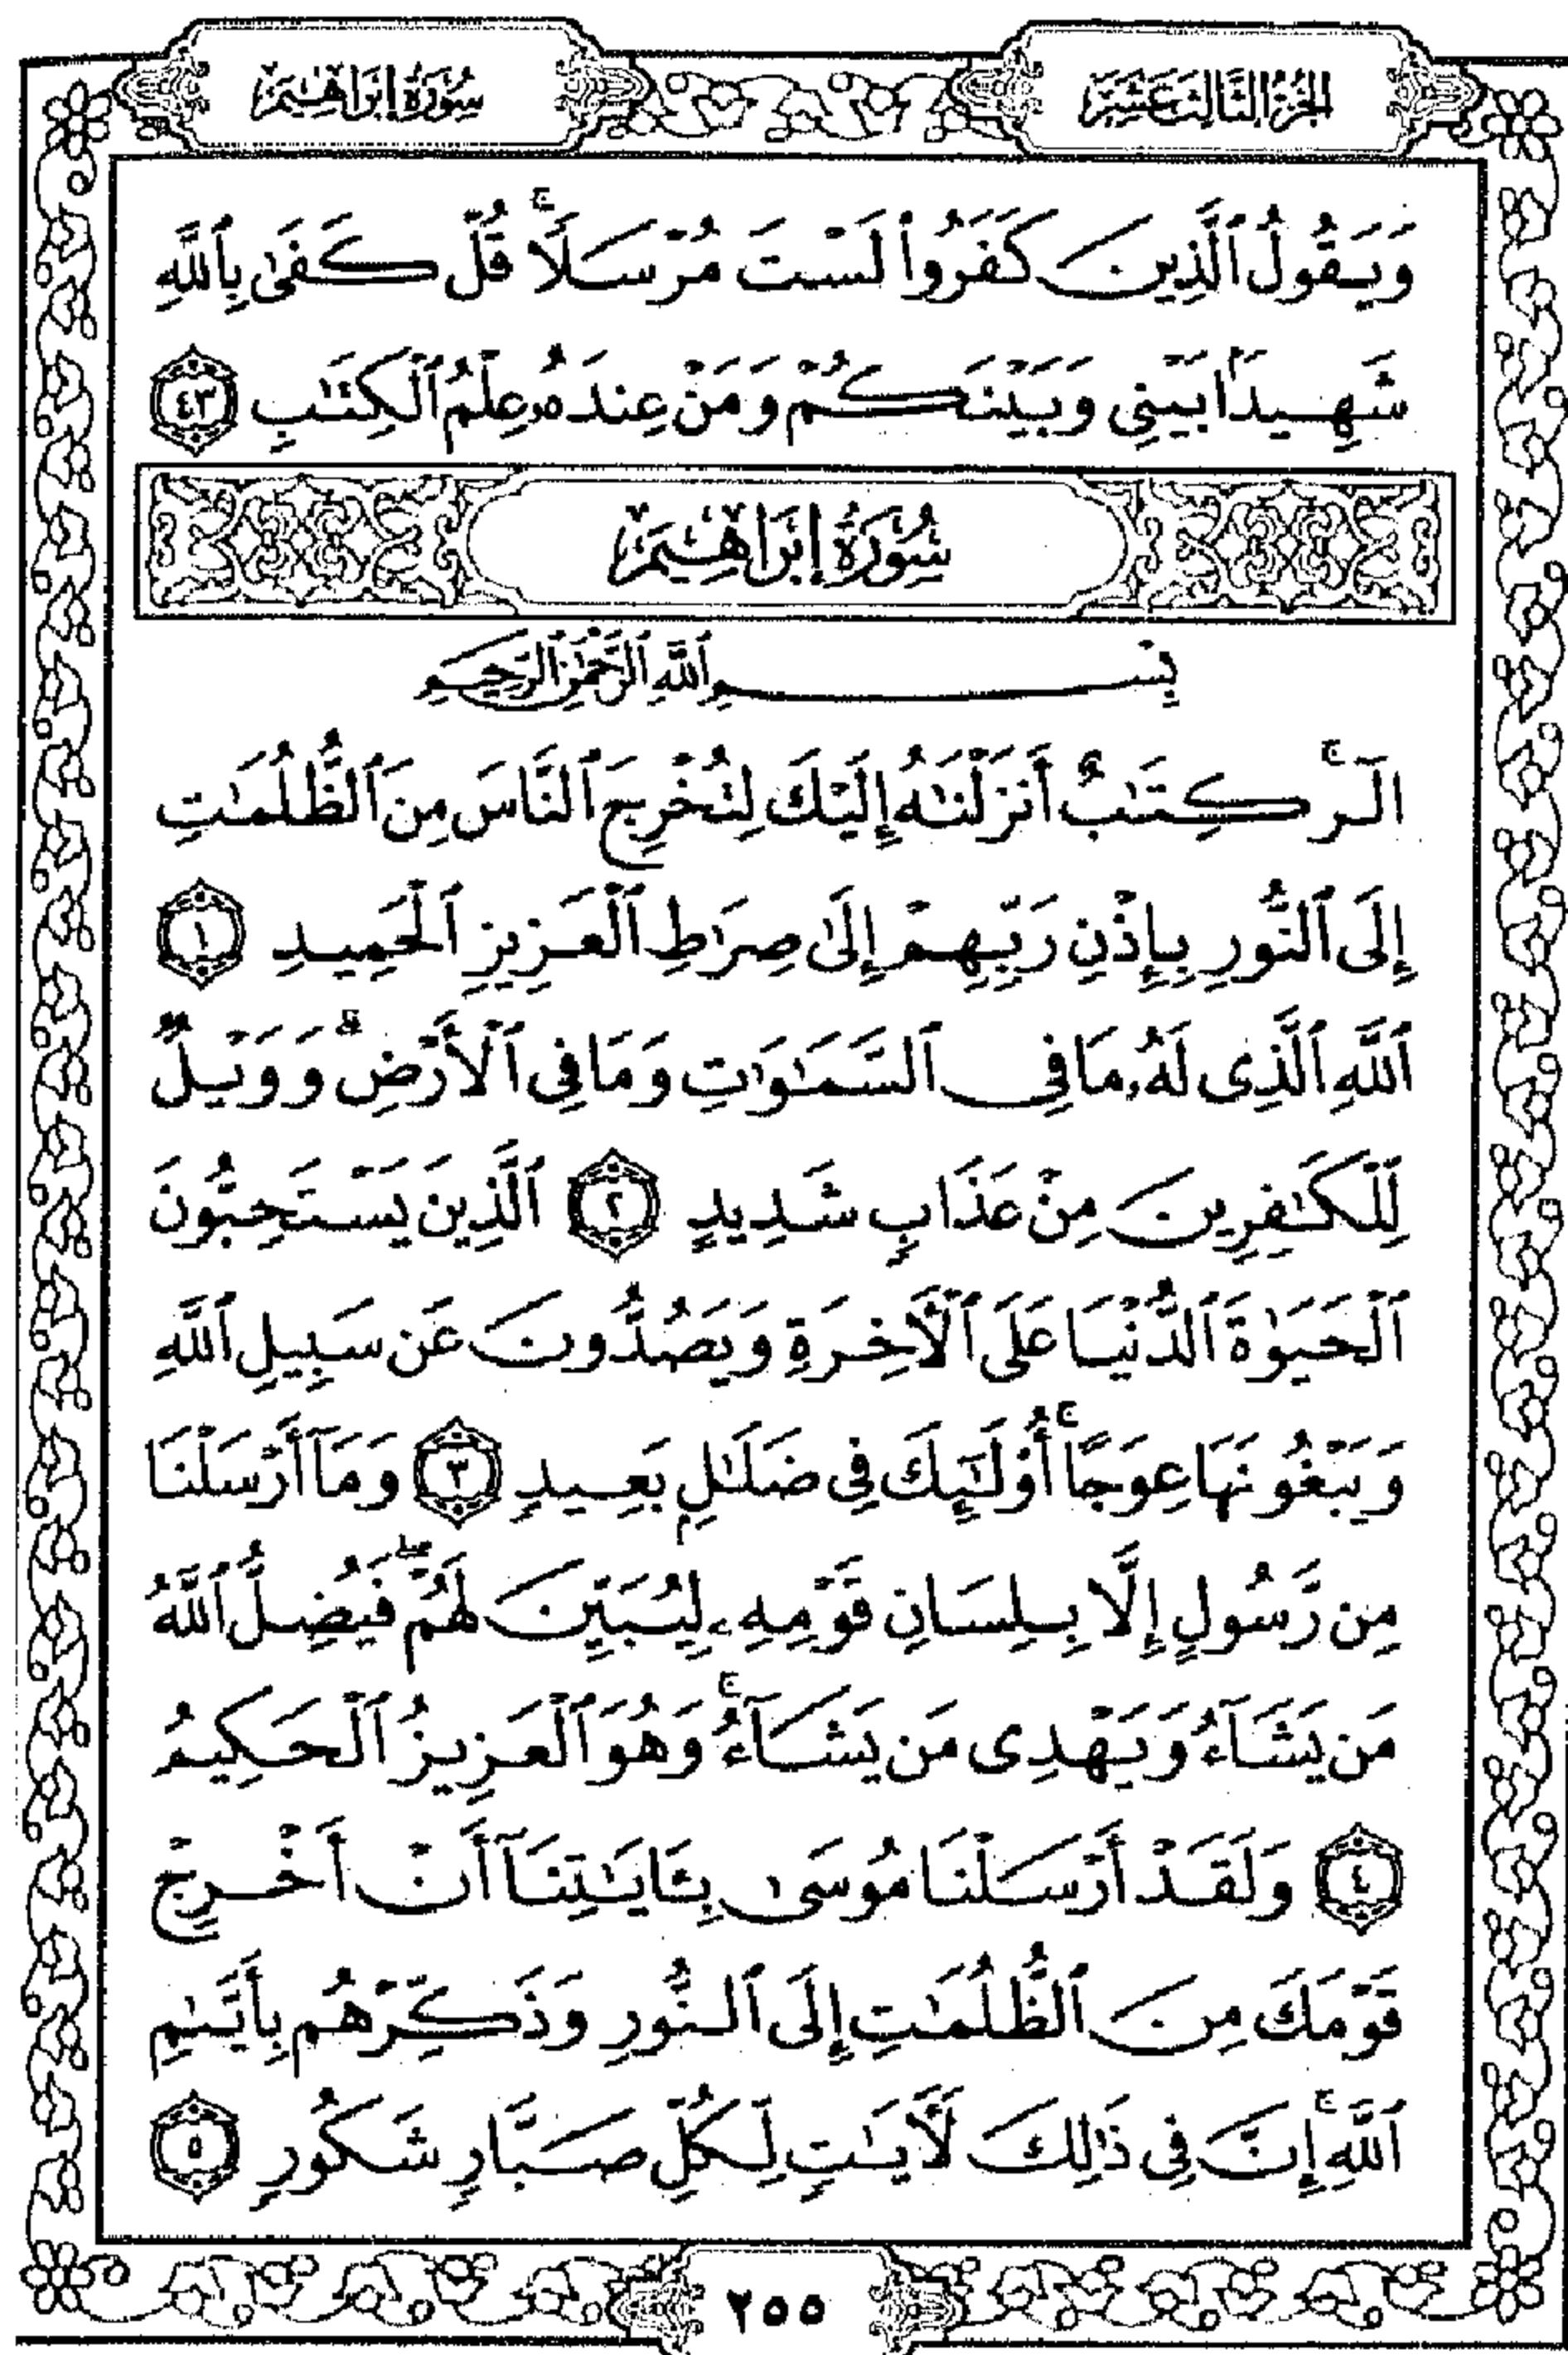 الجزء الثالث عشر
سورة إبراهيم
وَيَقُولُ ٱلَّذِينَ كَفَرُوا۟ لَسْتَ مُرْسَلًا ۚ قُلْ كَفَىٰ بِٱللَّهِ
شَهِيدًۢا بَيْنِى وَبَيْنَكُمْ وَمَنْ عِندَهُۥ عِلْمُ ٱلْكِتَـٰبِ ٤٣
سُورَةُ إِبْرَاهِيمَ
بِسْمِ ٱللَّهِ ٱلرَّحْمَـٰنِ ٱلرَّحِيمِ
الٓر ۚ كِتَـٰبٌ أَنزَلْنَـٰهُ إِلَيْكَ لِتُخْرِجَ ٱلنَّاسَ مِنَ ٱلظُّلُمَـٰتِ
إِلَى ٱلنُّورِ بِإِذْنِ رَبِّهِمْ إِلَىٰ صِرَٰطِ ٱلْعَزِيزِ ٱلْحَمِيدِ ١
ٱللَّهِ ٱلَّذِى لَهُۥ مَا فِى ٱلسَّمَـٰوَٰتِ وَمَا فِى ٱلْأَرْضِ ۗ وَوَيْلٌ
لِّلْكَـٰفِرِينَ مِنْ عَذَابٍ شَدِيدٍ ٢ ٱلَّذِينَ يَسْتَحِبُّونَ
ٱلْحَيَوٰةَ ٱلدُّنْيَا عَلَى ٱلْـَٔاخِرَةِ وَيَصُدُّونَ عَن سَبِيلِ ٱللَّهِ
وَيَبْغُونَهَا عِوَجًا ۚ أُو۟لَـٰٓئِكَ فِى ضَلَـٰلٍۭ بَعِيدٍ ٣ وَمَآ أَرْسَلْنَا
مِن رَّسُولٍ إِلَّا بِلِسَانِ قَوْمِهِۦ لِيُبَيِّنَ لَهُمْ ۖ فَيُضِلُّ ٱللَّهُ
مَن يَشَآءُ وَيَهْدِى مَن يَشَآءُ ۚ وَهُوَ ٱلْعَزِيزُ ٱلْحَكِيمُ
٤ وَلَقَدْ أَرْسَلْنَا مُوسَىٰ بِـَٔايَـٰتِنَآ أَنْ أَخْرِجْ
قَوْمَكَ مِنَ ٱلظُّلُمَـٰتِ إِلَى ٱلنُّورِ وَذَكِّرْهُم بِأَيَّىٰمِ
ٱللَّهِ ۚ إِنَّ فِى ذَٰلِكَ لَـَٔايَـٰتٍ لِّكُلِّ صَبَّارٍ شَكُورٍ ٥
٢٥٥